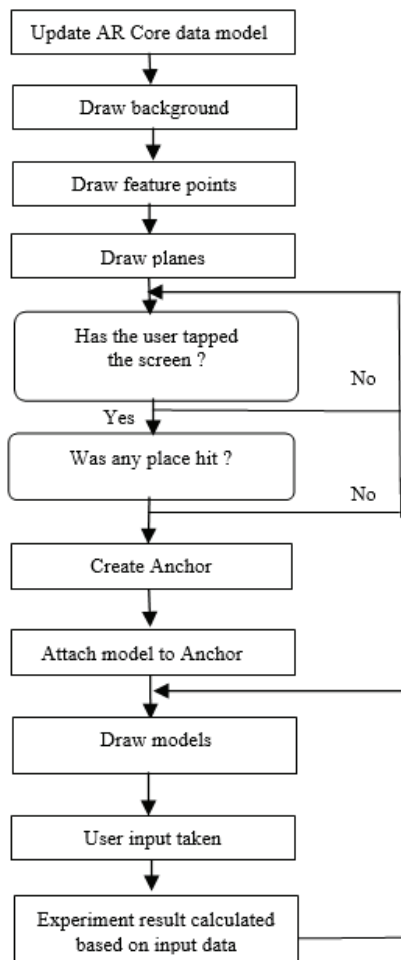 Update AR Core data model
Draw background
Draw feature points
Draw planes
Has the user tapped
the screen ?
No
Yes
Was any place hit ?
No
Create Anchor
Attach model to Anchor
Draw models
User input taken
Experiment result calculated
based on input data